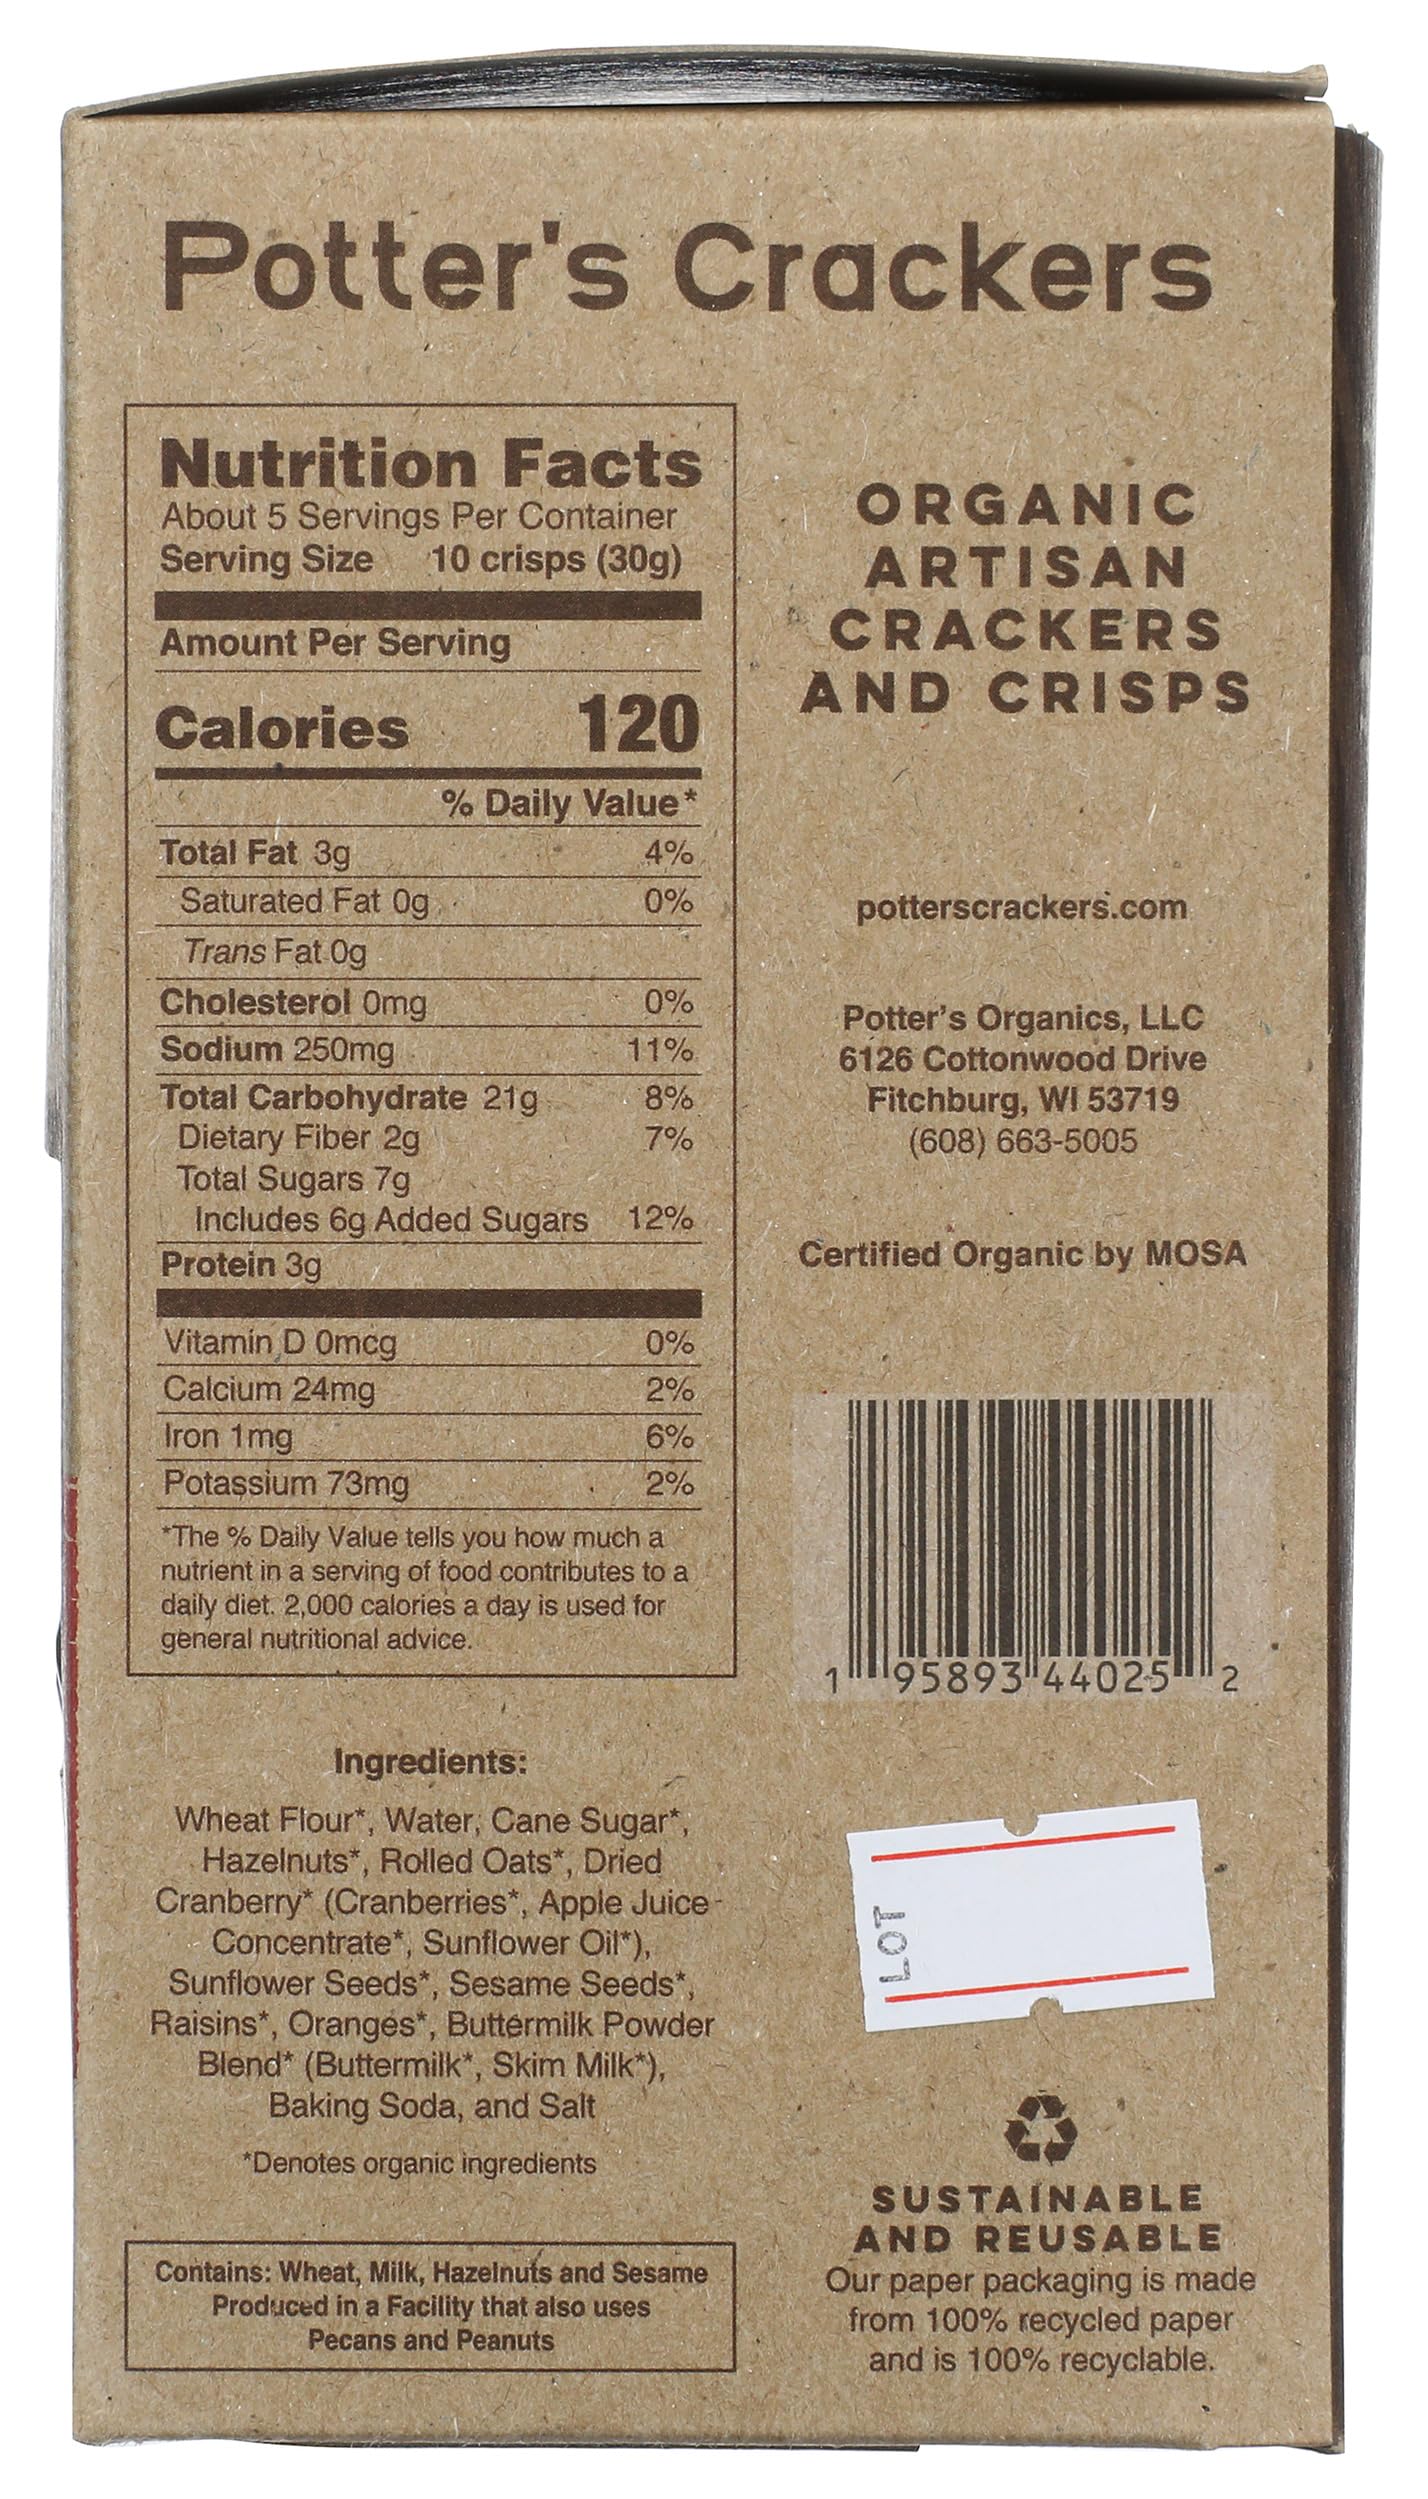 Potter's Crackers
Nutrition Facts
About 5 Servings Per Container
Serving Size 10 crisps (30g)
Amount Per Serving
Calories 120
% Daily Value*
Total Fat 3g 4%
Saturated Fat 0g 0%
Trans Fat 0g
Cholesterol 0mg 0%
Sodium 250mg 11%
Total Carbohydrate 21g 8%
Dietary Fiber 2g 7%
Total Sugars 7g
Includes 6g Added Sugars 12%
Protein 3g
Vitamin D 0mcg 0%
Calcium 24mg 2%
Iron 1mg 6%
Potassium 73mg 2%
*The % Daily Value tells you how much a
nutrient in a serving of food contributes to a
daily diet. 2,000 calories a day is used for
general nutritional advice.
Ingredients:
Wheat Flour*, Water, Cane Sugar*,
Hazelnuts*, Rolled Oats*, Dried
Cranberry* (Cranberries*, Apple Juice
Concentrate*, Sunflower Oil*),
Sunflower Seeds*, Sesame Seeds*,
Raisins*, Oranges*, Buttermilk Powder
Blend* (Buttermilk*, Skim Milk*),
Baking Soda, and Salt
*Denotes organic ingredients
Contains: Wheat, Milk, Hazelnuts and Sesame
Produced in a Facility that also uses
Pecans and Peanuts
ORGANIC
ARTISAN
CRACKERS
AND CRISPS
potterscrackers.com
Potter's Organics, LLC
6126 Cottonwood Drive
Fitchburg, WI 53719
(608) 663-5005
Certified Organic by MOSA
1 95893 44025 2
LOT
SUSTAINABLE
AND REUSABLE
Our paper packaging is made
from 100% recycled paper
and is 100% recyclable.